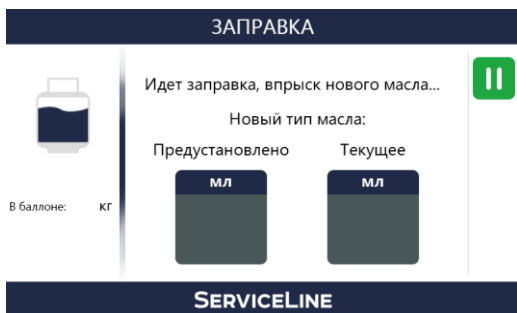 ЗАПРАВКА
Идет заправка, впрыск нового масла...
Новый тип масла:
Предустановлено Текущее
мл мл
В баллоне: кг
SERVICELINE